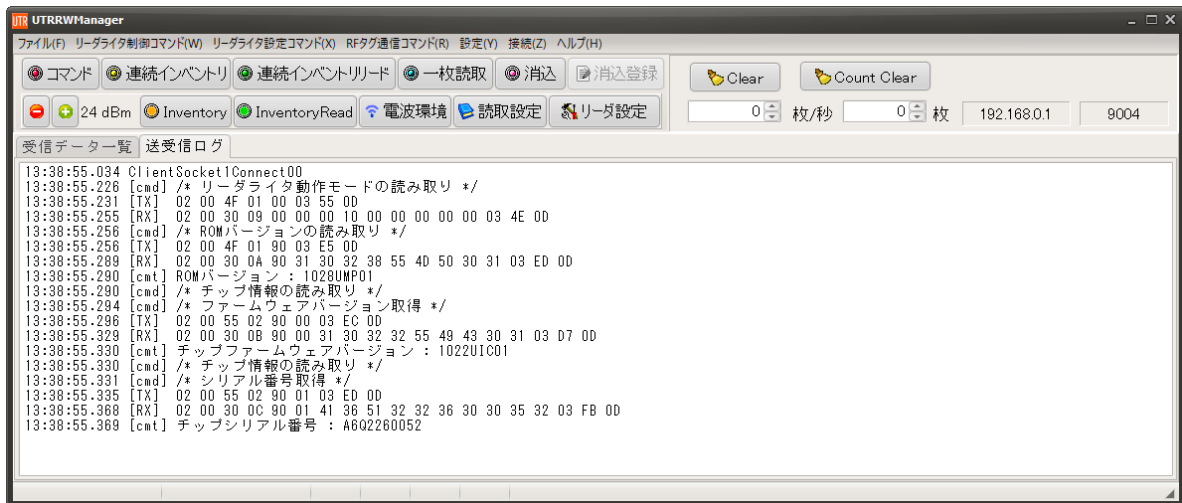 UTR UTRRWManager
ファイル(F) リーダライタ制御コマンド(W) リーダライタ設定コマンド(X) RFタグ通信コマンド(R) 設定(Y) 接続(Z) ヘルプ(H)
コマンド 連続インベントリ 連続インベントリリード 一枚読取 消込 消込登録 Clear Count Clear
24 dBm Inventory InventoryRead 電波環境 読取設定 リーダ設定 0 枚/秒 0 枚 192.168.0.1 9004
受信データ一覧 送受信ログ
13:38:55.034 ClientSocket1Connect00
13:38:55.226 [cmd] /* リーダライタ動作モードの読み取り */
13:38:55.231 [TX] 02 00 4F 01 00 03 55 0D
13:38:55.255 [RX] 02 00 30 09 00 00 00 10 00 00 00 00 00 03 4E 0D
13:38:55.256 [cmd] /* ROMバージョンの読み取り */
13:38:55.256 [TX] 02 00 4F 01 90 03 E5 0D
13:38:55.289 [RX] 02 00 30 0A 90 31 30 32 38 55 4D 50 30 31 03 ED 0D
13:38:55.290 [cmt] ROMバージョン : 1028UMP01
13:38:55.290 [cmd] /* チップ情報の読み取り */
13:38:55.294 [cmd] /* ファームウェアバージョン取得 */
13:38:55.296 [TX] 02 00 55 02 90 00 03 EC 0D
13:38:55.329 [RX] 02 00 30 0B 90 00 31 30 32 32 55 49 43 30 31 03 D7 0D
13:38:55.330 [cmt] チップファームウェアバージョン : 1022UIC01
13:38:55.330 [cmd] /* チップ情報の読み取り */
13:38:55.331 [cmd] /* シリアル番号取得 */
13:38:55.335 [TX] 02 00 55 02 90 01 03 ED 0D
13:38:55.368 [RX] 02 00 30 0C 90 01 41 36 51 32 32 36 30 30 35 32 03 FB 0D
13:38:55.369 [cmt] チップシリアル番号 : A6Q2260052